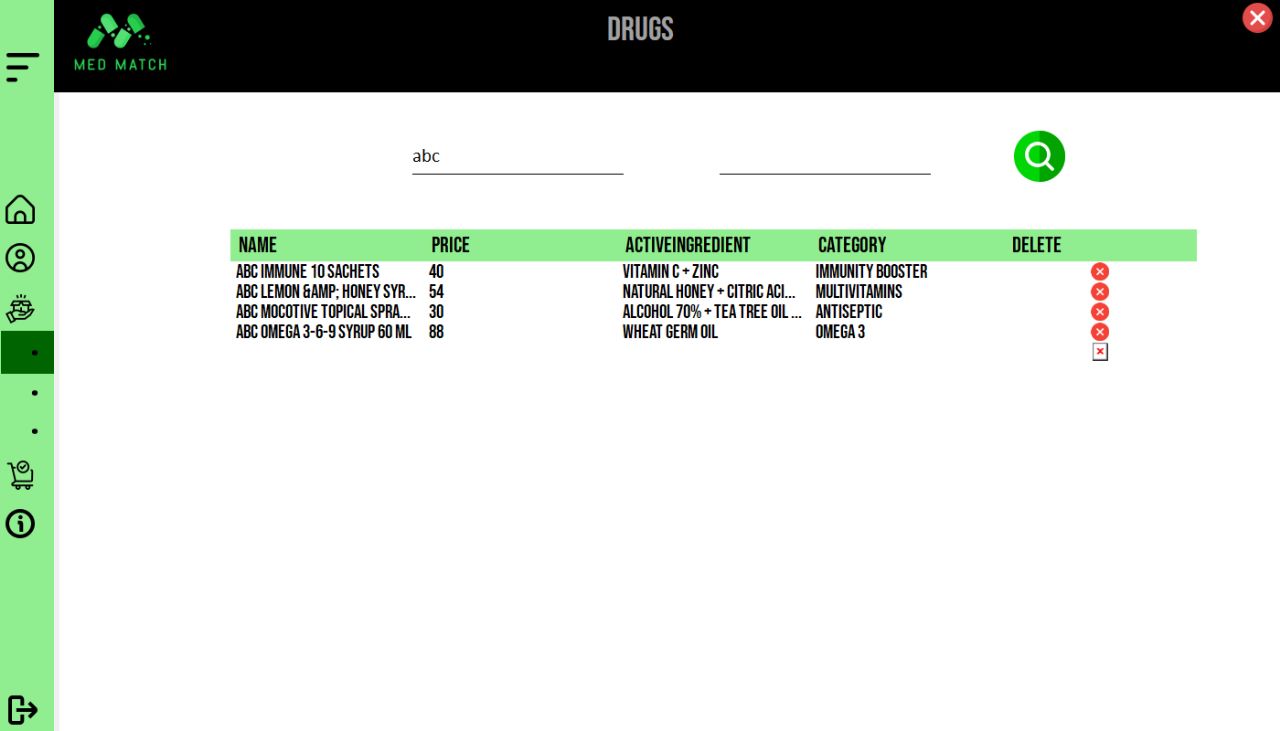 DRUGS
MED MATCH
abc
NAME PRICE ACTIVEINGREDIENT CATEGORY DELETE
ABC IMMUNE 10 SACHETS 40 VITAMIN C + ZINC IMMUNITY BOOSTER
ABC LEMON &AMP; HONEY SYR... 54 NATURAL HONEY + CITRIC ACI... MULTIVITAMINS
ABC MOCOTIVE TOPICAL SPRA... 30 ALCOHOL 70% + TEA TREE OIL ... ANTISEPTIC
ABC OMEGA 3-6-9 SYRUP 60 ML 88 WHEAT GERM OIL OMEGA 3